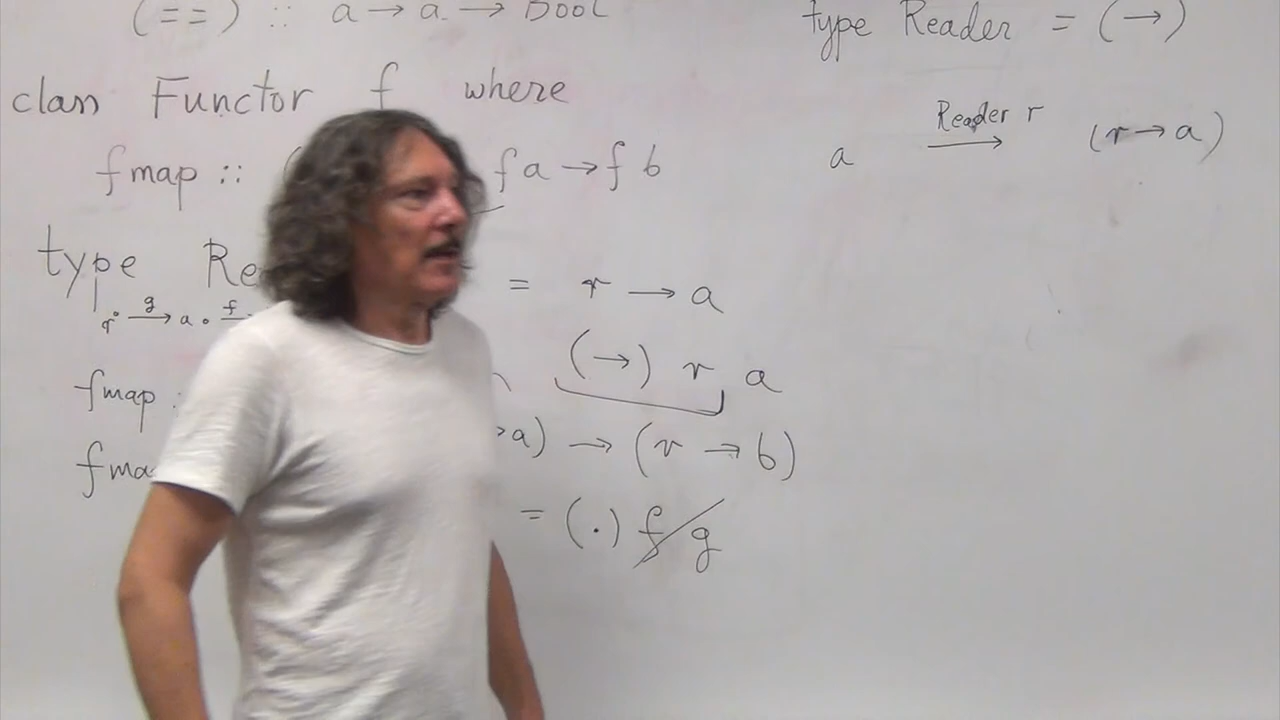 (==) :: a → a → Bool
type Reader = (→)
class Functor f where
fmap :: ( f a → f b
a Reader r → (r → a)
type Re = r → a
r • g → a • f
(→) r a
fmap :
→ a) → (r → b)
fma = (.) f g